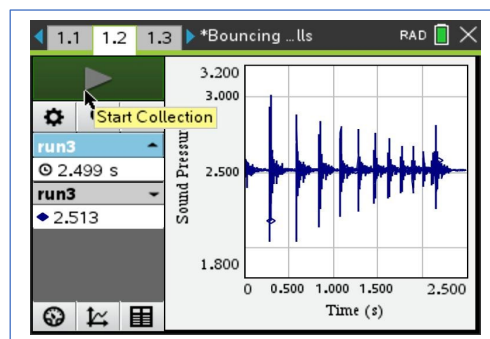 1.1 1.2 1.3 *Bouncing ...lls RAD
Start Collection
run3
2.499 s
run3
2.513
Sound Pressur
3.200
3.000
2.500
1.800
0 0.500 1.000 1.500 2.500
Time (s)